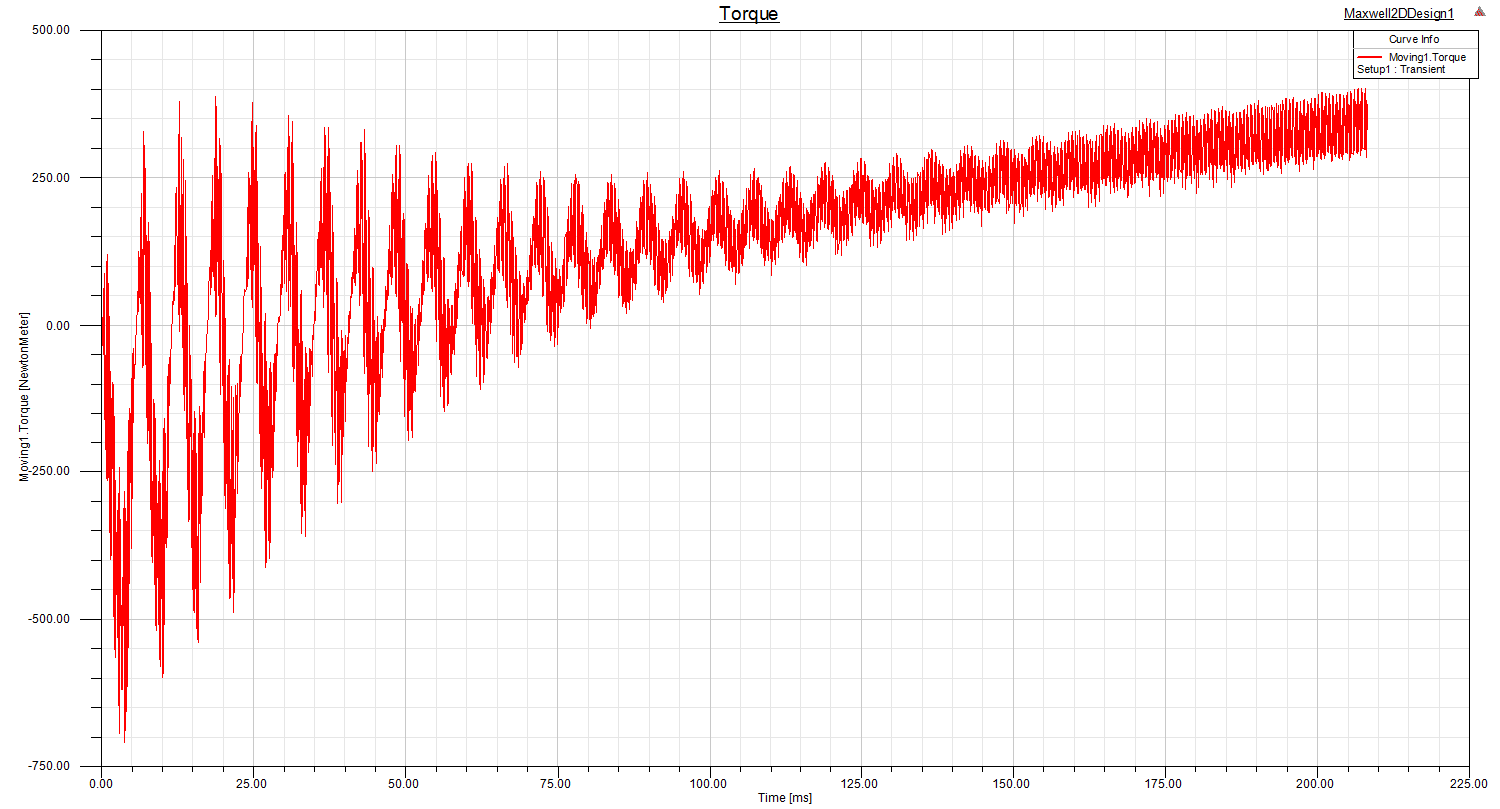 Torque
Maxwell2DDesign1
Curve Info
Moving1.Torque
Setup1 : Transient
500.00
250.00
0.00
-250.00
-500.00
-750.00
Moving1.Torque [NewtonMeter]
0.00 25.00 50.00 75.00 100.00 125.00 150.00 175.00 200.00 225.00
Time [ms]